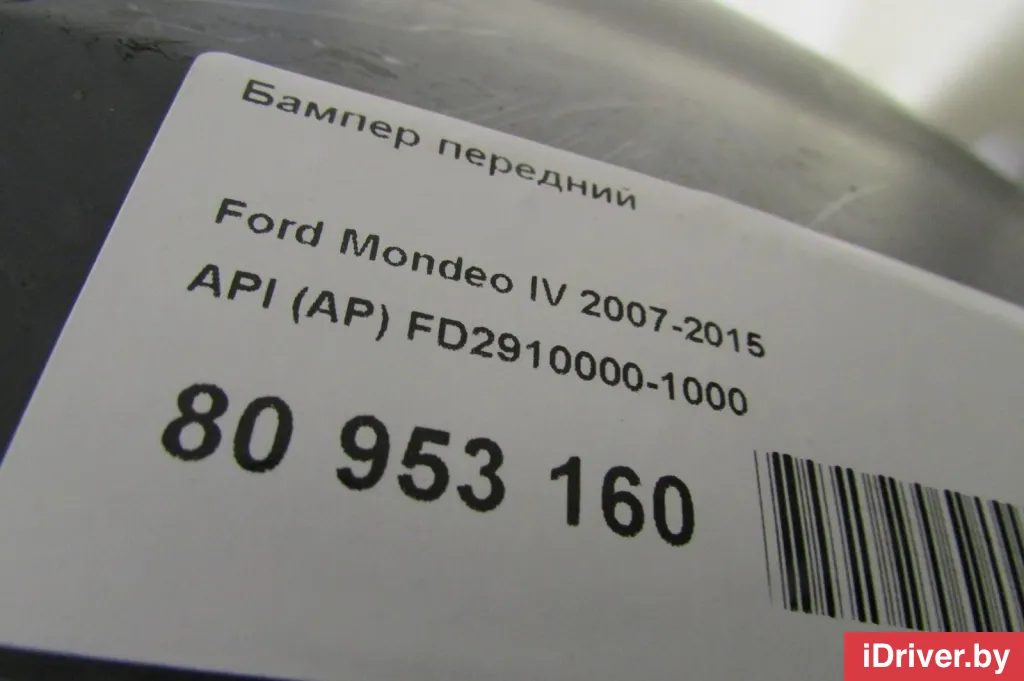 Бампер передний
Ford Mondeo IV 2007-2015
API (AP) FD2910000-1000
80 953 160
iDriver.by